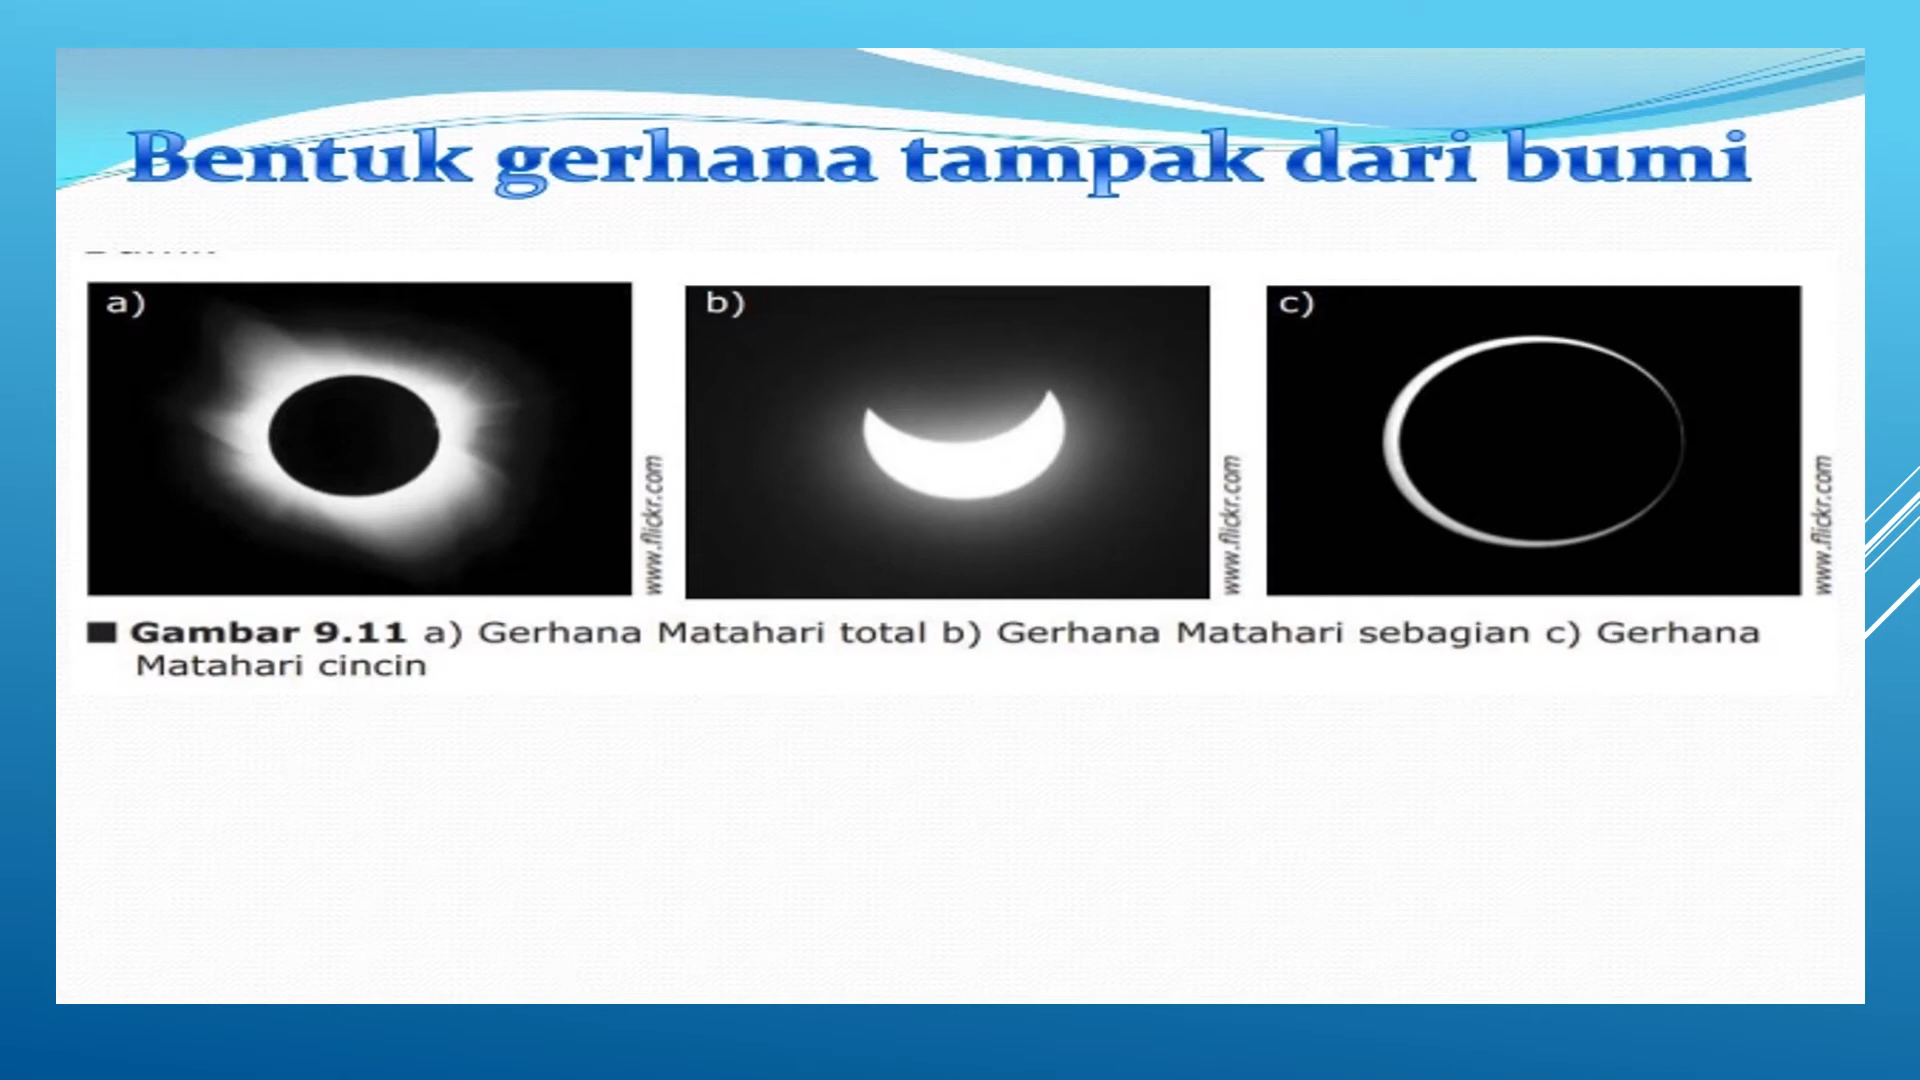 Bentuk gerhana tampak dari bumi
a)
b)
c)
www.flickr.com
www.flickr.com
www.flickr.com
Gambar 9.11 a) Gerhana Matahari total b) Gerhana Matahari sebagian c) Gerhana
Matahari cincin